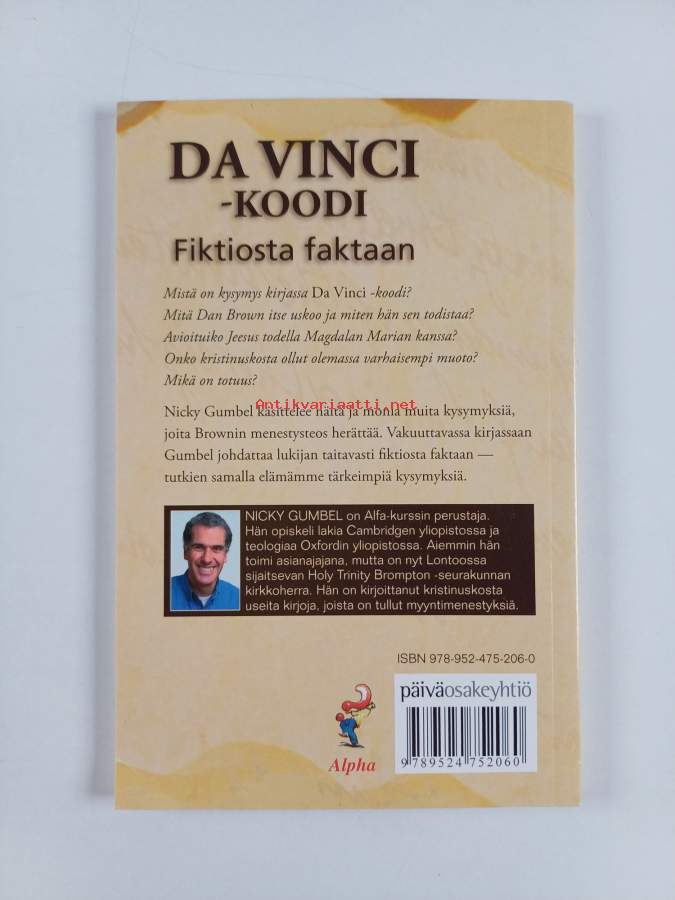 DA VINCI
-KOODI
Fiktiosta faktaan
Mistä on kysymys kirjassa Da Vinci -koodi?
Mitä Dan Brown itse uskoo ja miten hän sen todistaa?
Avioituiko Jeesus todella Magdalan Marian kanssa?
Onko kristinuskosta ollut olemassa varhaisempi muoto?
Mikä on totuus?
Antikvariaatti.net
Nicky Gumbel käsittelee näitä ja monia muita kysymyksiä,
joita Brownin menestysteos herättää. Vakuuttavassa kirjassaan
Gumbel johdattaa lukijan taitavasti fiktiosta faktaan —
tutkien samalla elämämme tärkeimpiä kysymyksiä.
NICKY GUMBEL on Alfa-kurssin perustaja.
Hän opiskeli lakia Cambridgen yliopistossa ja
teologiaa Oxfordin yliopistossa. Aiemmin hän
toimi asianajajana, mutta on nyt Lontoossa
sijaitsevan Holy Trinity Brompton -seurakunnan
kirkkoherra. Hän on kirjoittanut kristinuskosta
useita kirjoja, joista on tullut myyntimenestyksiä.
ISBN 978-952-475-206-0
päiväosakeyhtiö
9 789524 752060
Alpha